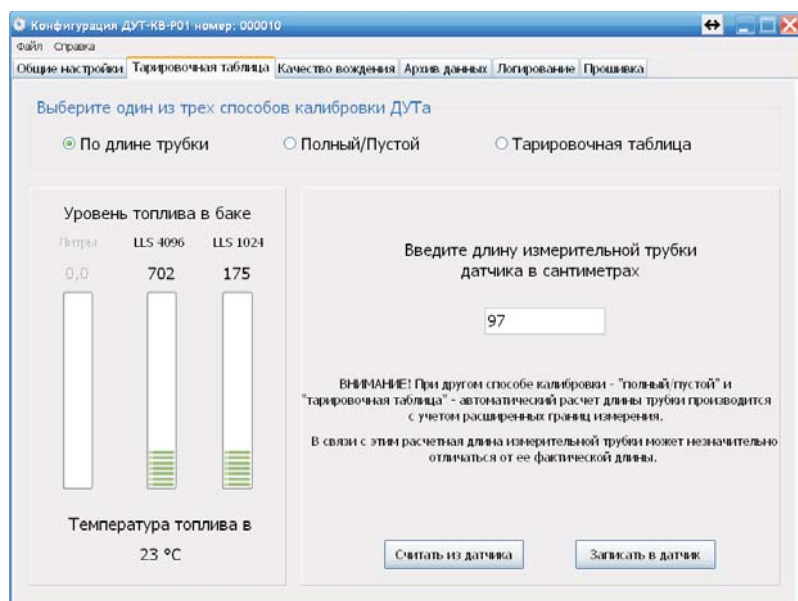 Конфигурация ДУТ-КВ-Р01 номер: 000010
Файл Справка
Общие настройки Тарировочная таблица Качество вождения Архив данных Логирование Прошивка
Выберите один из трех способов калибровки ДУТа
По длине трубки Полный/Пустой Тарировочная таблица
Уровень топлива в баке
Литры LLS 4096 LLS 1024
0,0 702 175
Температура топлива в
23 °C
Введите длину измерительной трубки
датчика в сантиметрах
97
ВНИМАНИЕ! При другом способе калибровки - "полный/пустой" и
"тарировочная таблица" - автоматический расчет длины трубки производится
с учетом расширенных границ измерения.
В связи с этим расчетная длина измерительной трубки может незначительно
отличаться от ее фактической длины.
Считать из датчика Записать в датчик